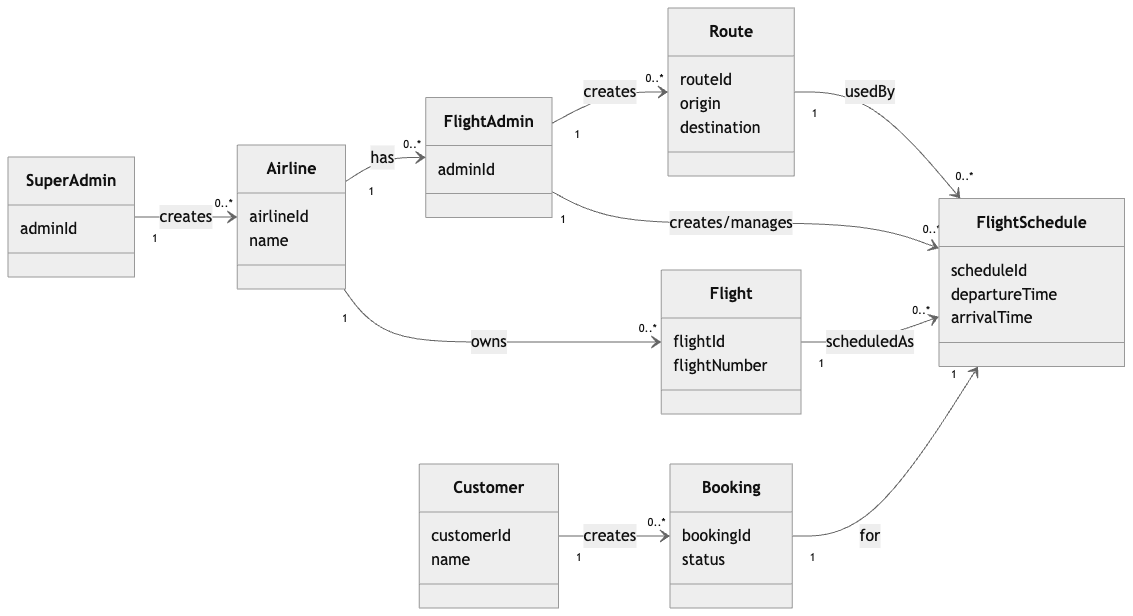 SuperAdmin
adminId
1
creates
0..*
Airline
airlineId
name
1
has
0..*
FlightAdmin
adminId
1
creates
0..*
Route
routeId
origin
destination
1
usedBy
0..*
1
creates/manages
0..*
FlightSchedule
scheduleId
departureTime
arrivalTime
1
owns
0..*
Flight
flightId
flightNumber
1
scheduledAs
0..*
Customer
customerId
name
1
creates
0..*
Booking
bookingId
status
1
for
1